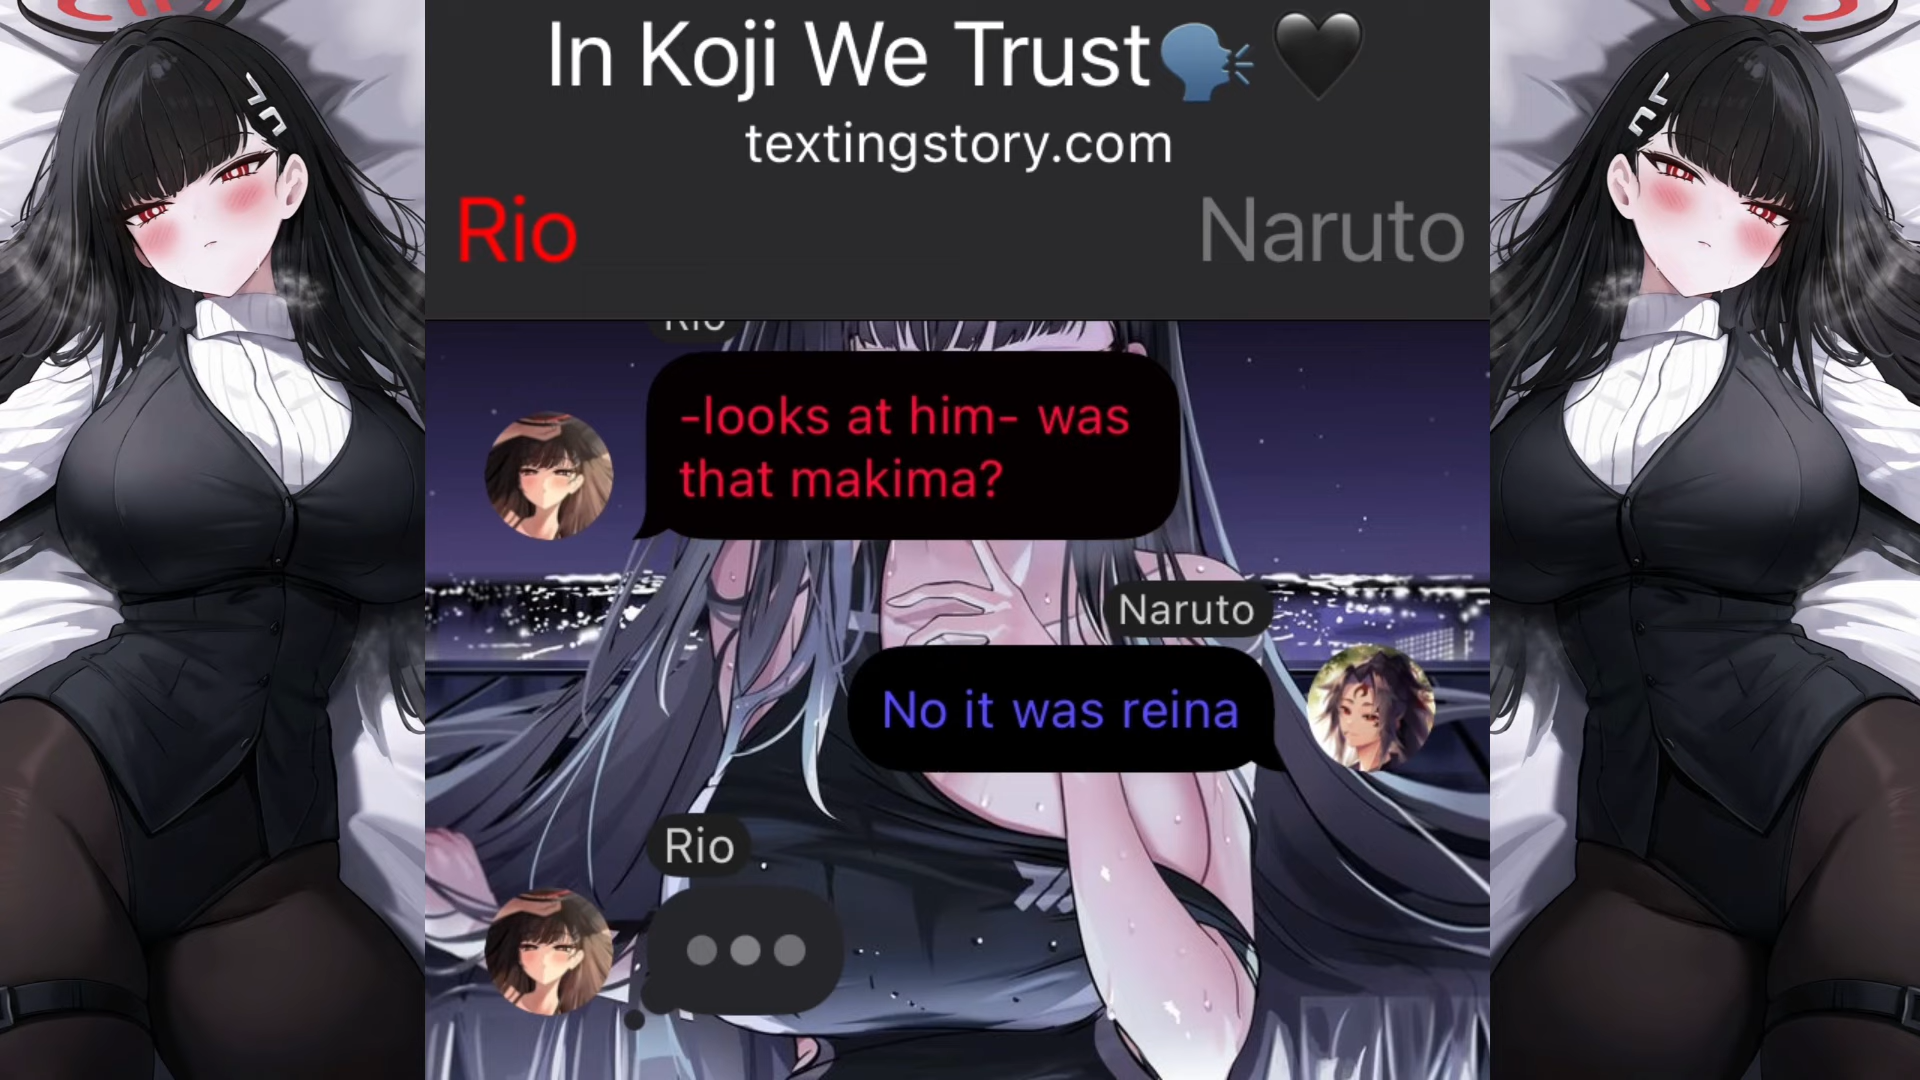 In Koji We Trust🗣️🖤
textingstory.com
Rio
Naruto
Rio
-looks at him- was
that makima?
Naruto
No it was reina
Rio